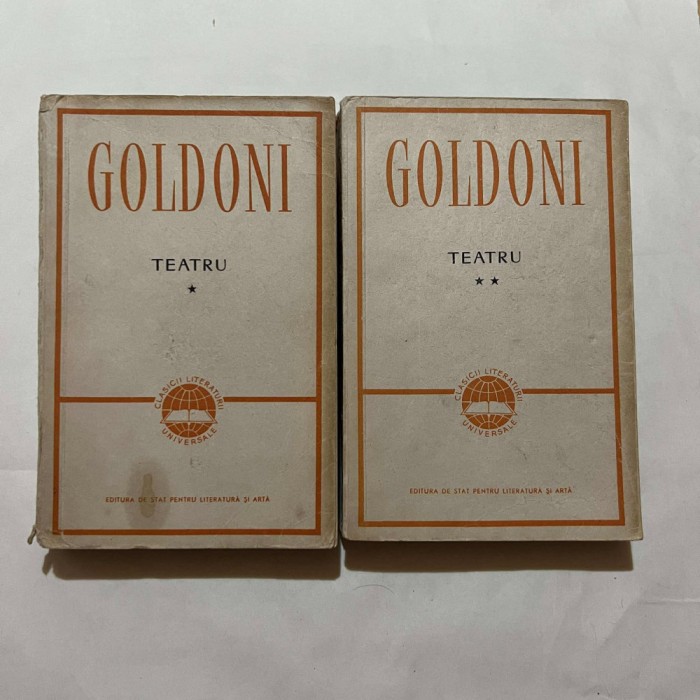 GOLDONI
TEATRU
★
CLASICII LITERATURII
UNIVERSALE
EDITURA DE STAT PENTRU LITERATURĂ ȘI ARTĂ
GOLDONI
TEATRU
★ ★
CLASICII LITERATURII
UNIVERSALE
EDITURA DE STAT PENTRU LITERATURĂ ȘI ARTĂ